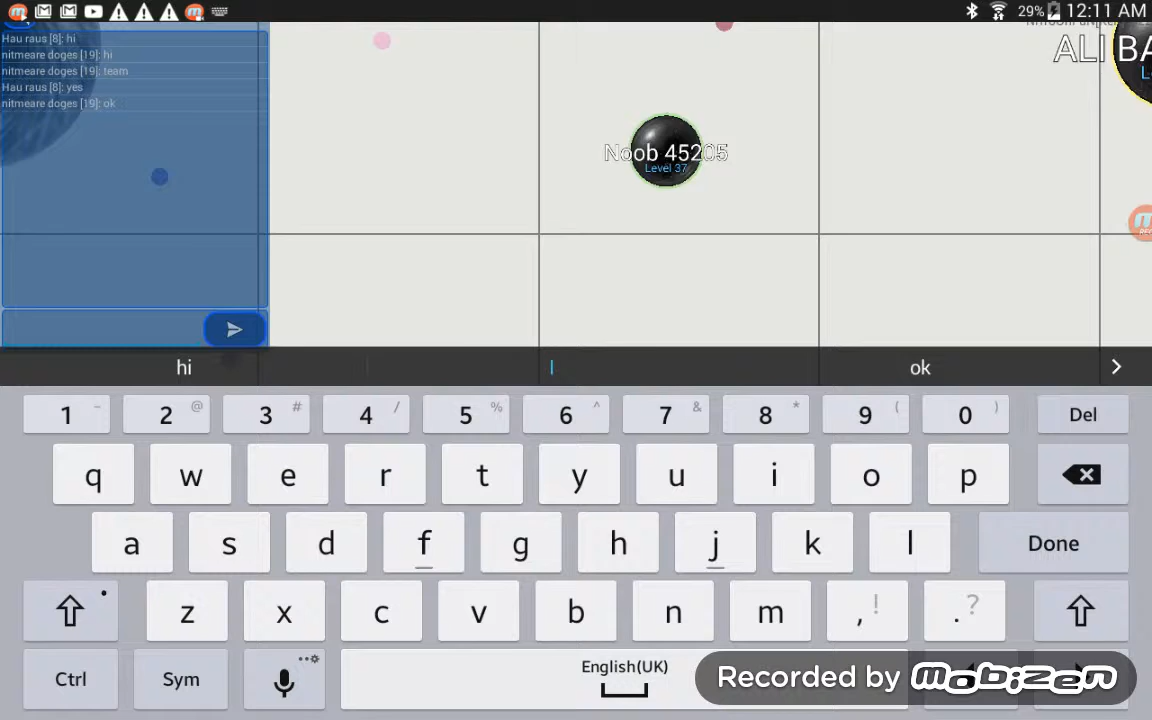 29% 12:11 AM
Hau raus [8]: hi
nitmeare doges [19]: hi
nitmeare doges [19]: team
Hau raus [8]: yes
nitmeare doges [19]: ok
ALI BA
Noob 45205
Level 37
hi I ok
1 - 2 @ 3 # 4 / 5 % 6 ^ 7 & 8 * 9 ( 0 ) Del
q w e r t y u i o p
a s d f g h j k l Done
z x c v b n m , ! . ?
Ctrl Sym English(UK)
Recorded by mobizen